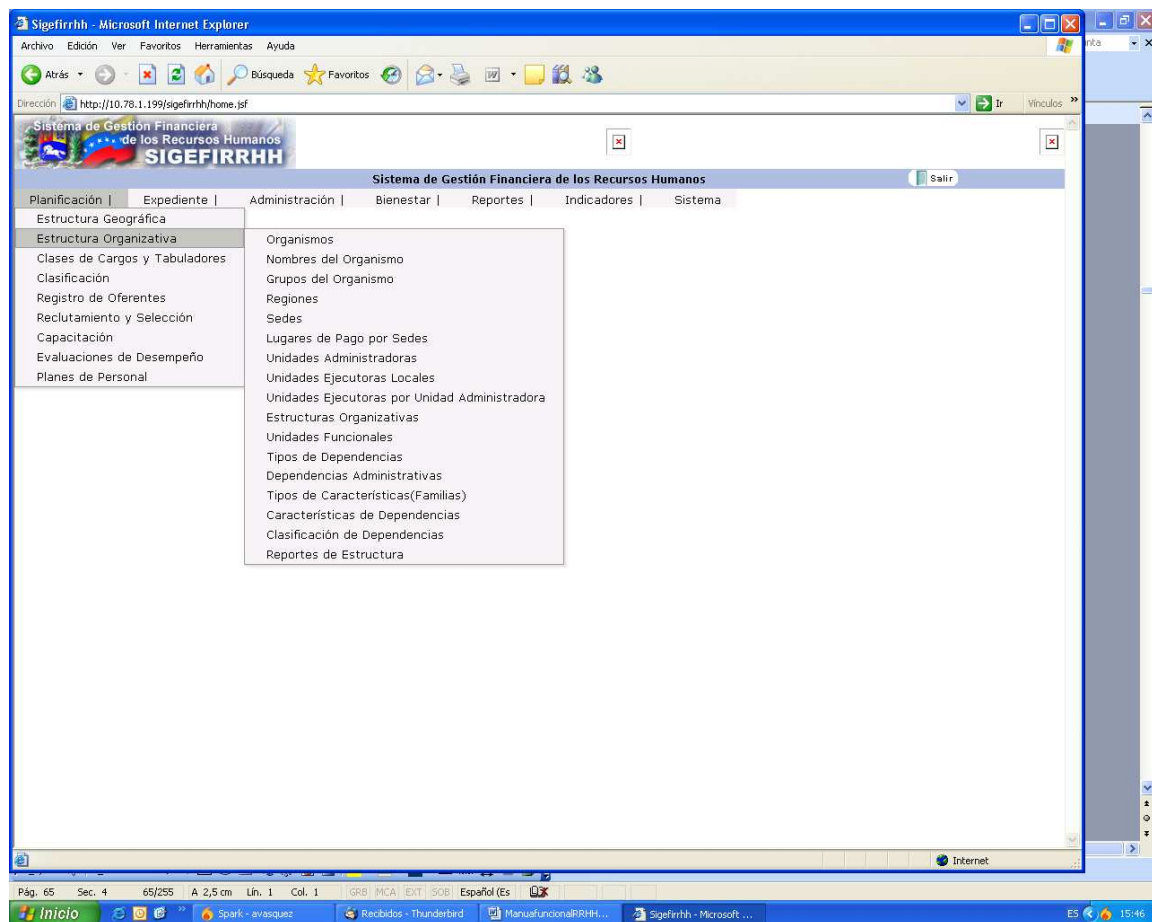 Sigefirrhh - Microsoft Internet Explorer
Archivo Edición Ver Favoritos Herramientas Ayuda
Atrás Búsqueda Favoritos
Dirección http://10.78.1.199/sigefirrhh/home.jsf Ir Vínculos »
Sistema de Gestión Financiera
de los Recursos Humanos
SIGEFIRRHH
Sistema de Gestión Financiera de los Recursos Humanos Salir
Planificación | Expediente | Administración | Bienestar | Reportes | Indicadores | Sistema
Estructura Geográfica
Estructura Organizativa
Clases de Cargos y Tabuladores
Clasificación
Registro de Oferentes
Reclutamiento y Selección
Capacitación
Evaluaciones de Desempeño
Planes de Personal
Organismos
Nombres del Organismo
Grupos del Organismo
Regiones
Sedes
Lugares de Pago por Sedes
Unidades Administradoras
Unidades Ejecutoras Locales
Unidades Ejecutoras por Unidad Administradora
Estructuras Organizativas
Unidades Funcionales
Tipos de Dependencias
Dependencias Administrativas
Tipos de Características(Familias)
Características de Dependencias
Clasificación de Dependencias
Reportes de Estructura
Internet
Pág. 65 Sec. 4 65/255 A 2,5 cm Lín. 1 Col. 1 GRB MCA EXT SOB Español (Es
Inicio » Spark - avasquez Recibidos - Thunderbird ManuafuncionalRRHH... Sigefirrhh - Microsoft ... ES 15:46